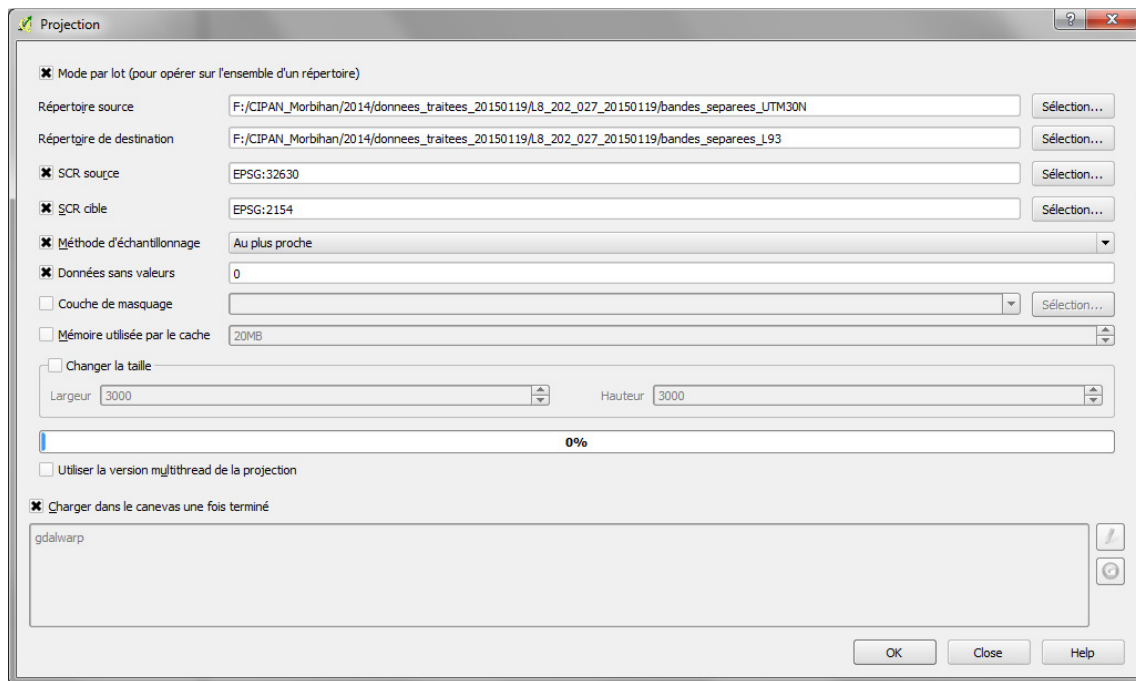 Projection
Mode par lot (pour opérer sur l'ensemble d'un répertoire)
Répertoire source F:/CIPAN_Morbihan/2014/donnees_traitees_20150119/L8_202_027_20150119/bandes_separees_UTM30N Sélection...
Répertoire de destination F:/CIPAN_Morbihan/2014/donnees_traitees_20150119/L8_202_027_20150119/bandes_separees_L93 Sélection...
SCR source EPSG:32630 Sélection...
SCR cible EPSG:2154 Sélection...
Méthode d'échantillonnage Au plus proche
Données sans valeurs 0
Couche de masquage Sélection...
Mémoire utilisée par le cache 20MB
Changer la taille
Largeur 3000 Hauteur 3000
0%
Utiliser la version multithread de la projection
Charger dans le canevas une fois terminé
gdalwarp
OK Close Help